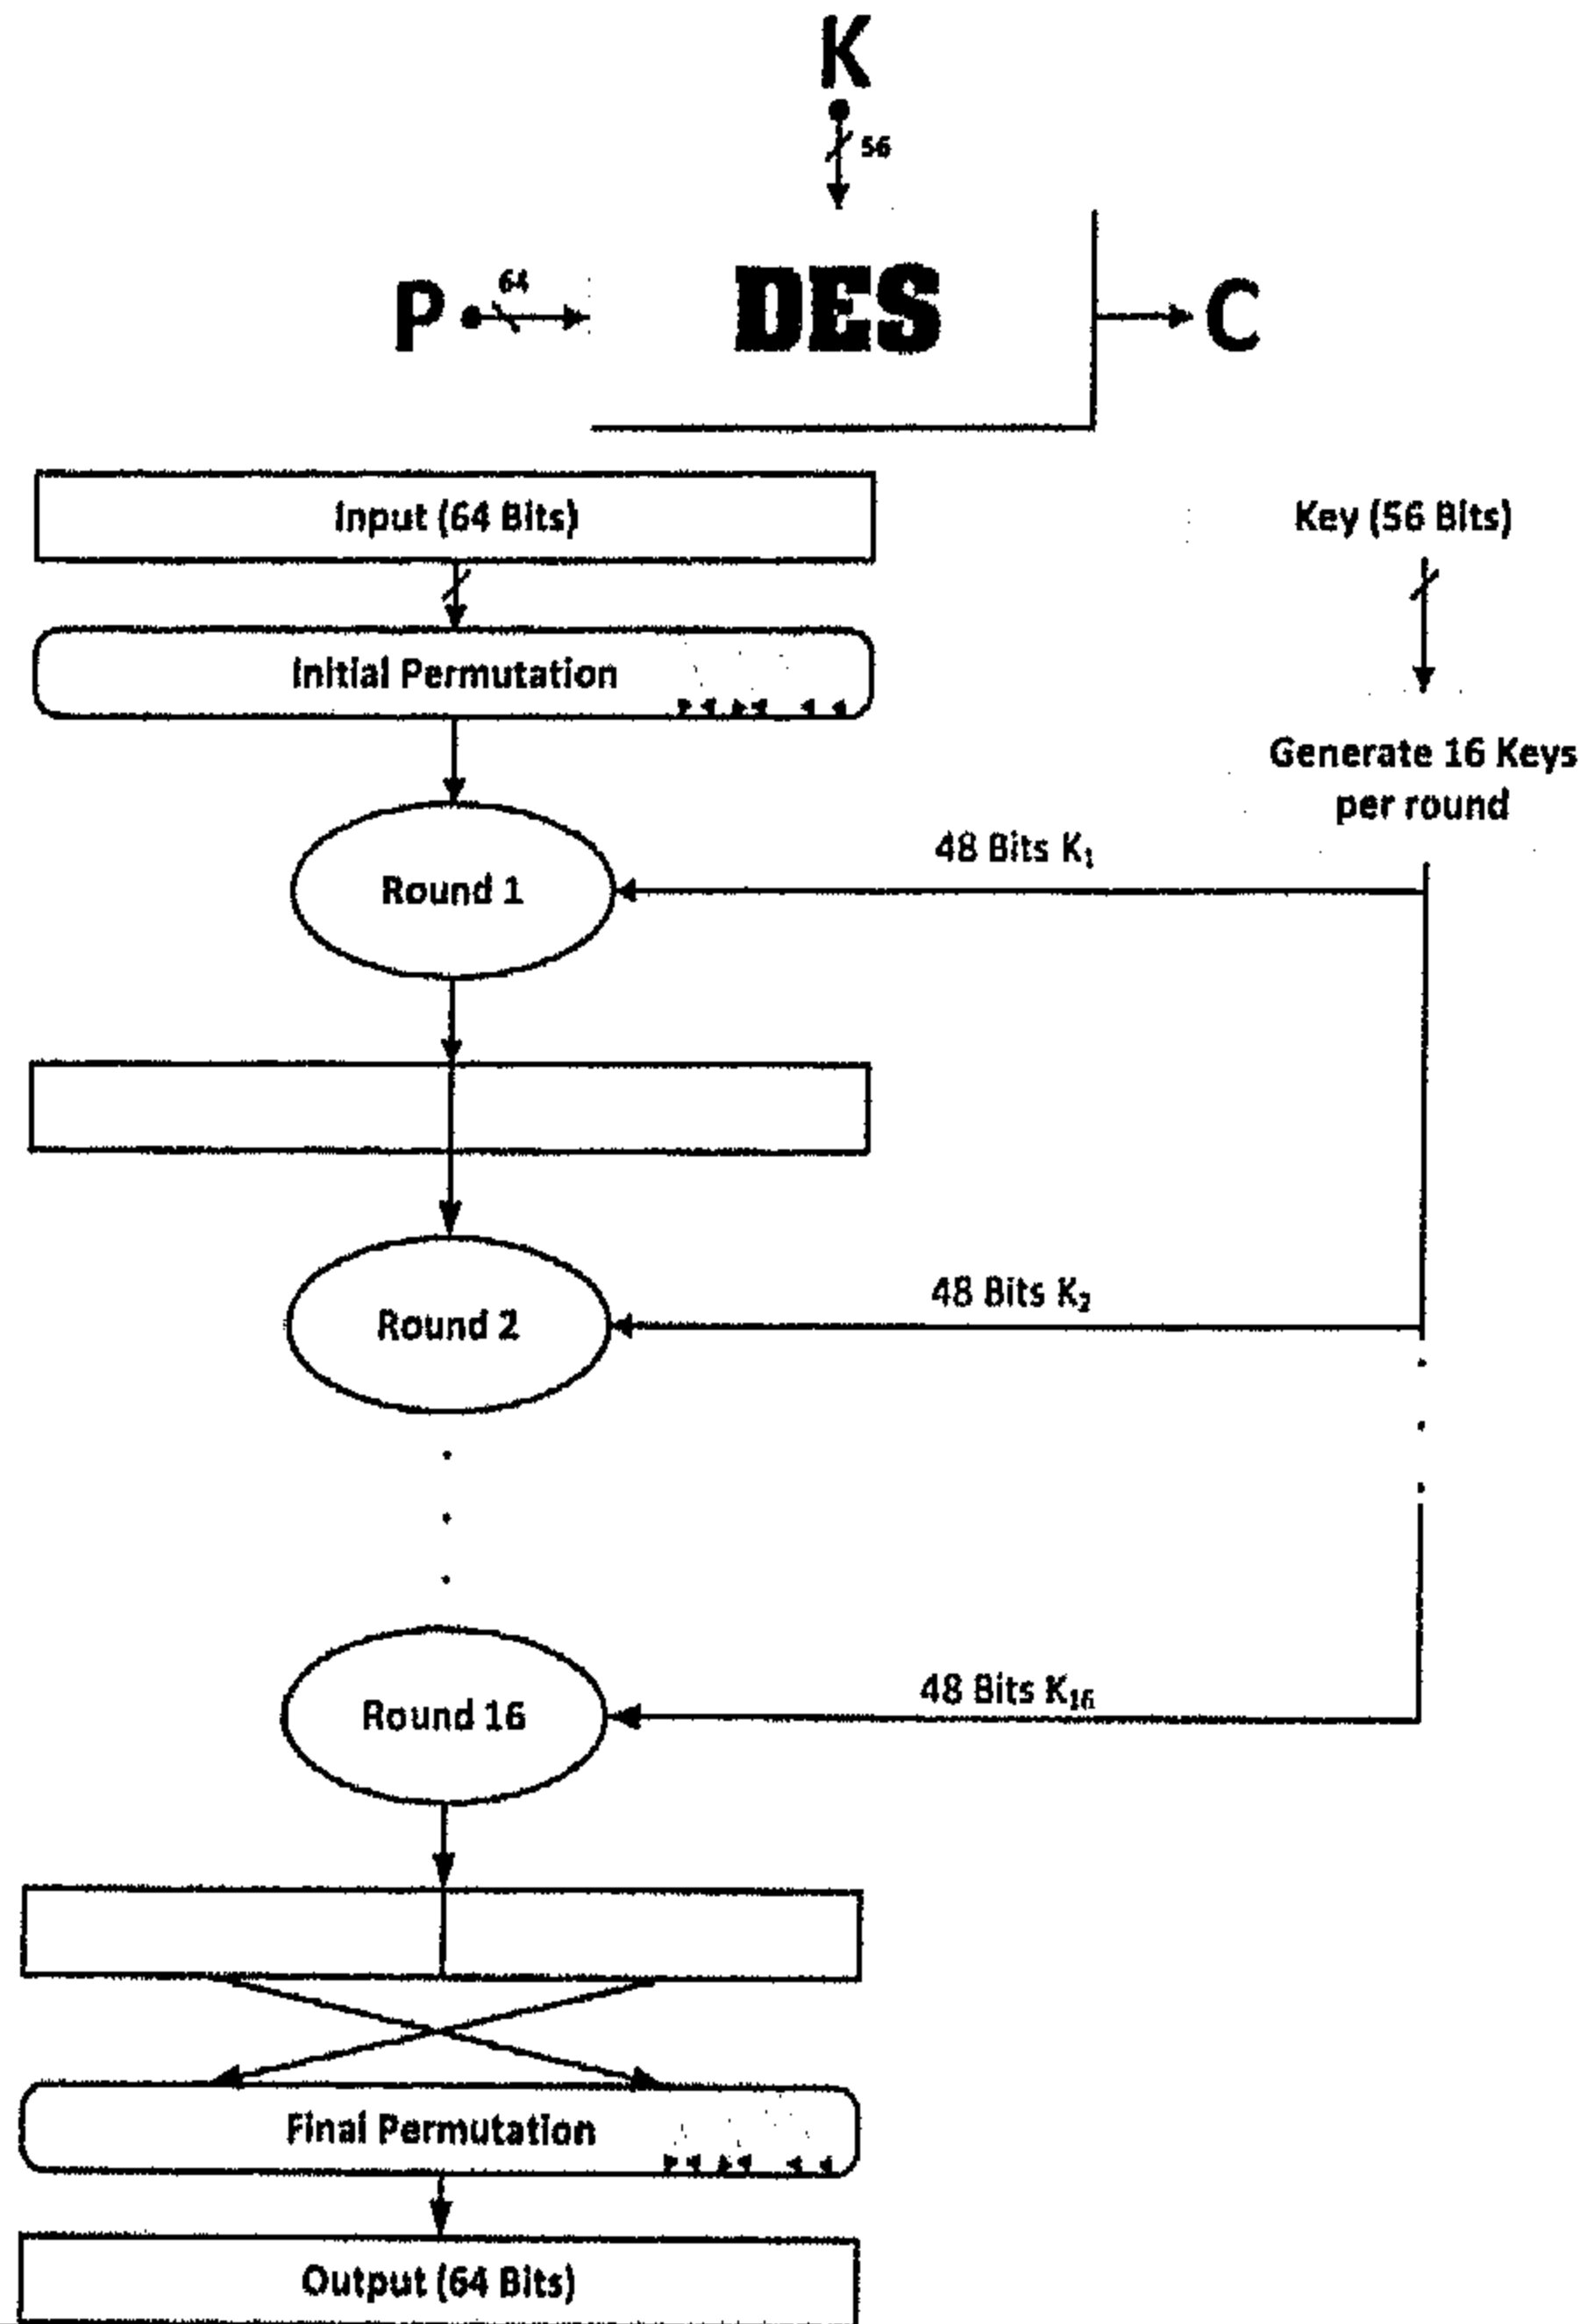 K
56
64
P
DES
C
Input (64 Bits)
Key (56 Bits)
Initial Permutation
Generate 16 Keys
per round
48 Bits K₁
Round 1
48 Bits K₂
Round 2
48 Bits K₁₆
Round 16
Final Permutation
Output (64 Bits)